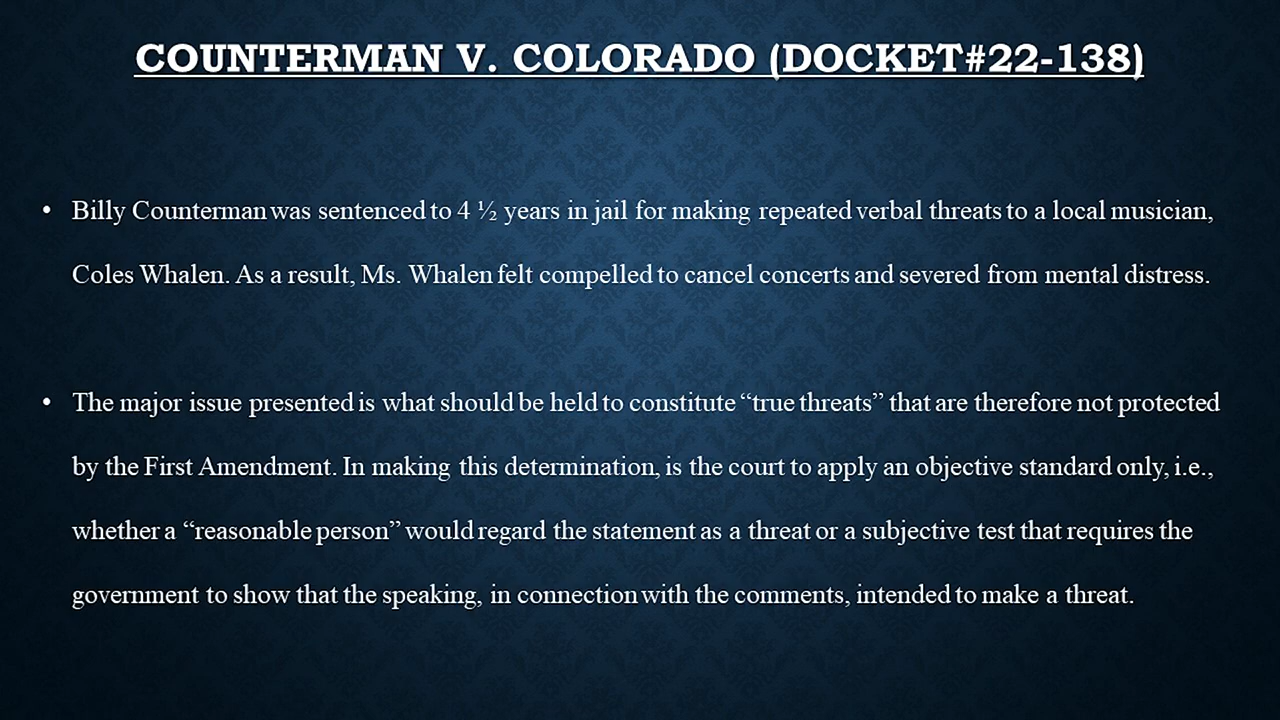 COUNTERMAN V. COLORADO (DOCKET#22-138)
• Billy Counterman was sentenced to 4 ½ years in jail for making repeated verbal threats to a local musician,
Coles Whalen. As a result, Ms. Whalen felt compelled to cancel concerts and severed from mental distress.
• The major issue presented is what should be held to constitute “true threats” that are therefore not protected
by the First Amendment. In making this determination, is the court to apply an objective standard only, i.e.,
whether a “reasonable person” would regard the statement as a threat or a subjective test that requires the
government to show that the speaking, in connection with the comments, intended to make a threat.